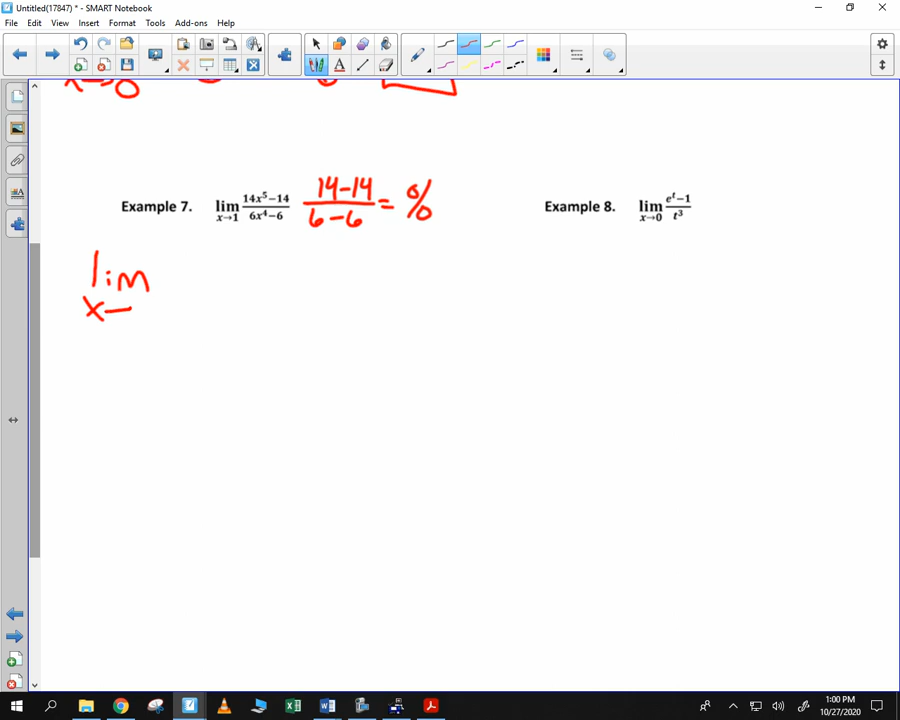 Untitled(17847) * - SMART Notebook
File Edit View Insert Format Tools Add-ons Help
x→0
Example 7. lim x→1 14x⁵−14 / 6x⁴−6 14−14 / 6−6 = 0/0
Example 8. lim x→0 eᵗ−1 / t³
lim
x—
1:00 PM
10/27/2020